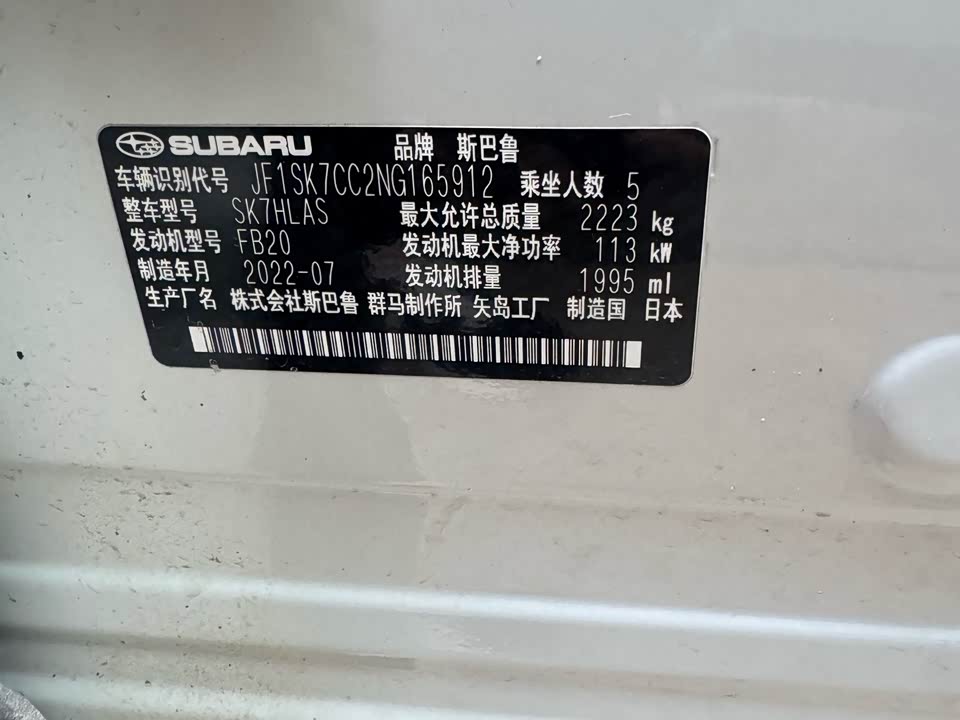 SUBARU 品牌 斯巴鲁
车辆识别代号 JF1SK7CC2NG165912 乘坐人数 5
整车型号 SK7HLAS 最大允许总质量 2223 kg
发动机型号 FB20 发动机最大净功率 113 kW
制造年月 2022-07 发动机排量 1995 ml
生产厂名 株式会社斯巴鲁 群马制作所 矢岛工厂 制造国 日本